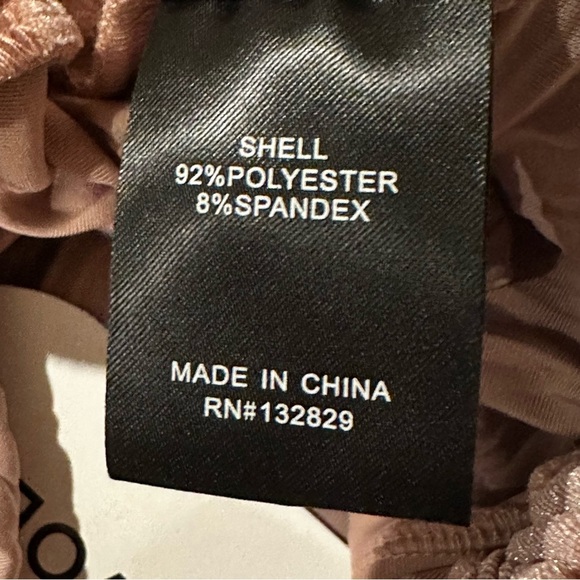 SHELL
92%POLYESTER
8%SPANDEX
MADE IN CHINA
RN#132829